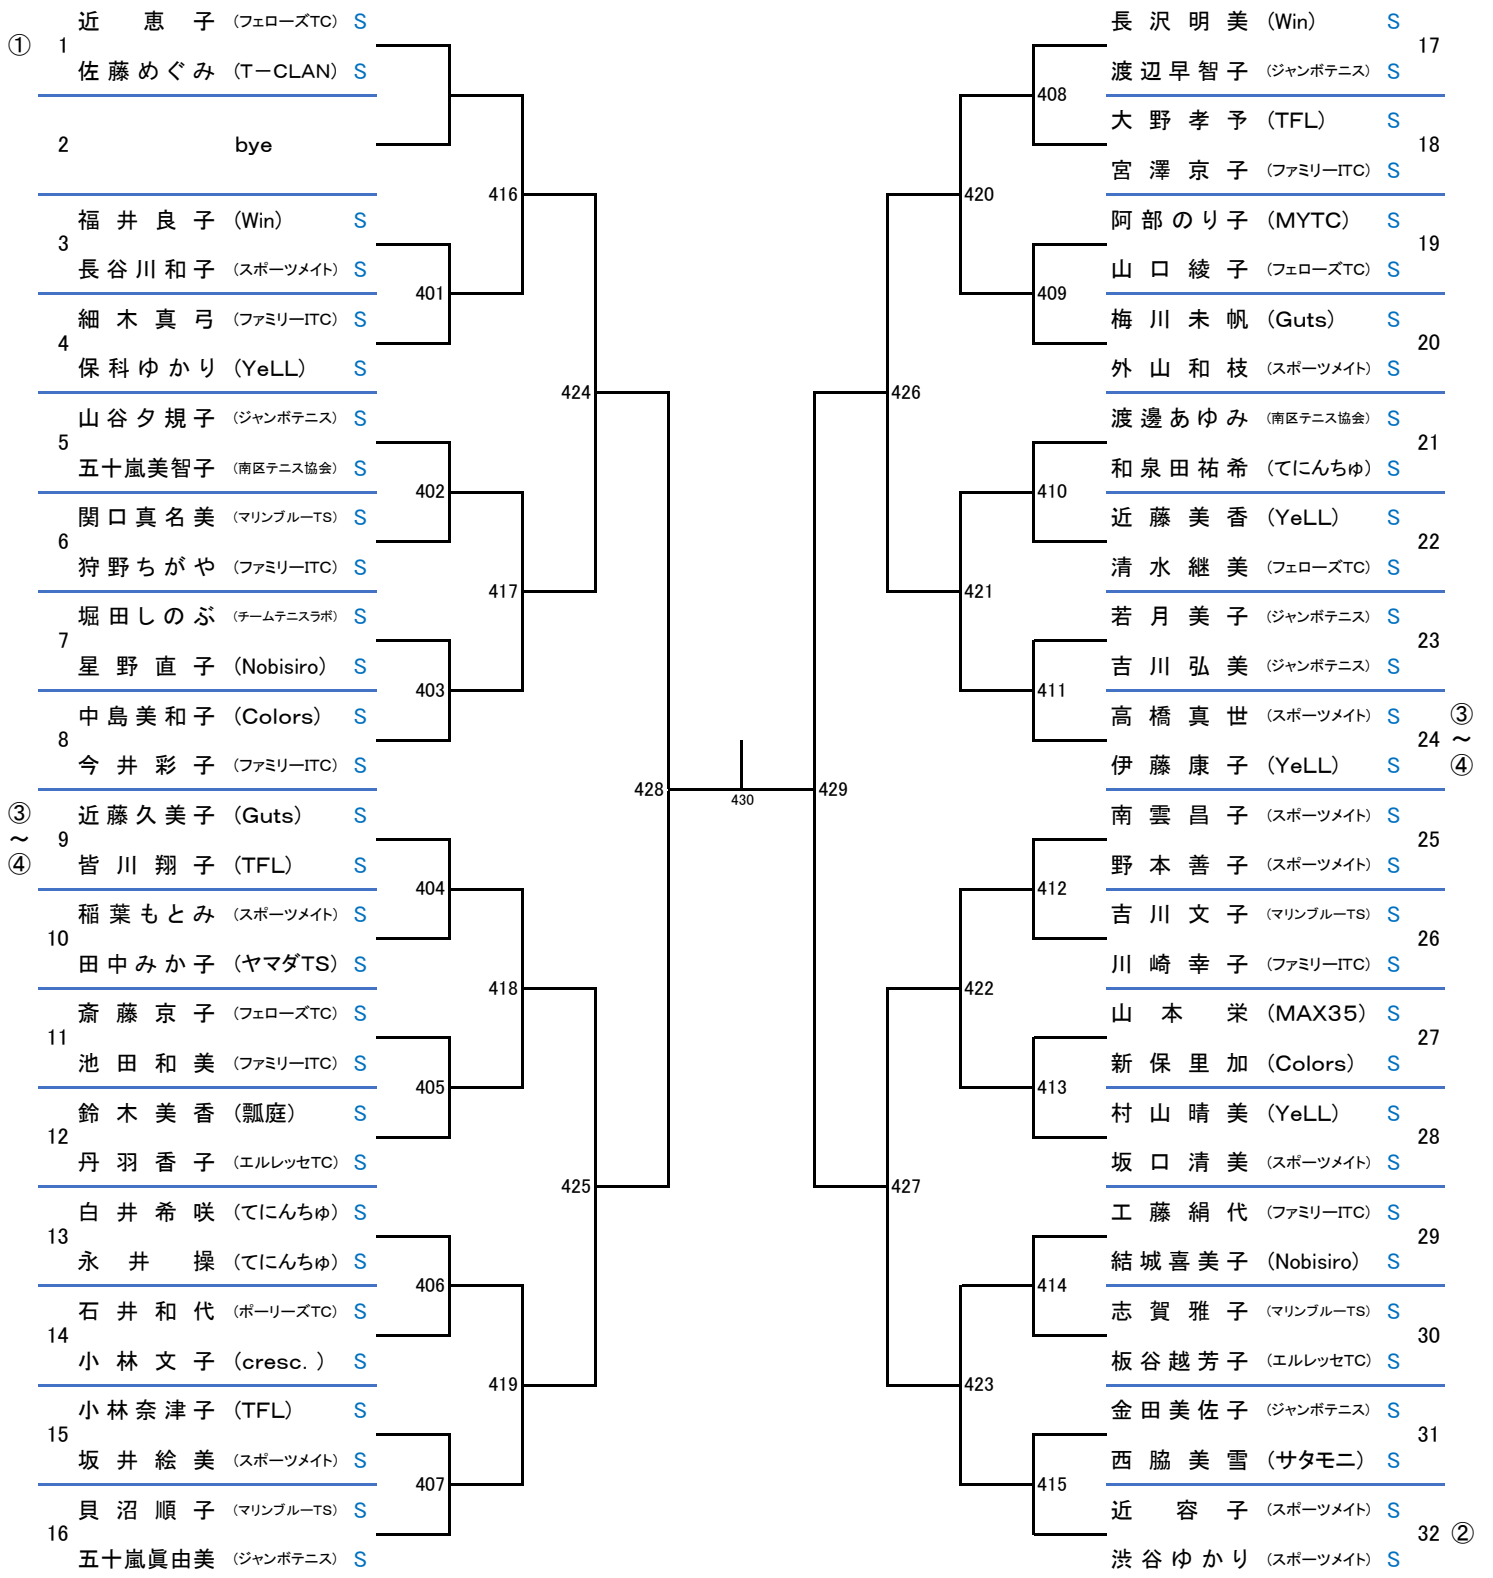 ① 1 近恵子 (フェローズTC) S
佐藤めぐみ (T－CLAN) S
2 bye
3 福井良子 (Win) S
長谷川和子 (スポーツメイト) S
4 細木真弓 (ファミリーITC) S
保科ゆかり (YeLL) S
5 山谷夕規子 (ジャンボテニス) S
五十嵐美智子 (南区テニス協会) S
6 関口真名美 (マリンブルーTS) S
狩野ちがや (ファミリーITC) S
7 堀田しのぶ (チームテニスラボ) S
星野直子 (Nobisiro) S
8 中島美和子 (Colors) S
今井彩子 (ファミリーITC) S
③～④ 9 近藤久美子 (Guts) S
皆川翔子 (TFL) S
10 稲葉もとみ (スポーツメイト) S
田中みか子 (ヤマダTS) S
11 斎藤京子 (フェローズTC) S
池田和美 (ファミリーITC) S
12 鈴木美香 (瓢庭) S
丹羽香子 (エルレッセTC) S
13 白井希咲 (てにんちゅ) S
永井操 (てにんちゅ) S
14 石井和代 (ポーリーズTC) S
小林文子 (cresc.) S
15 小林奈津子 (TFL) S
坂井絵美 (スポーツメイト) S
16 貝沼順子 (マリンブルーTS) S
五十嵐眞由美 (ジャンボテニス) S
401
402
403
404
405
406
407
416
417
418
419
424
425
428
430
429
426
427
420
421
422
423
408
409
410
411
412
413
414
415
長沢明美 (Win) S 17
渡辺早智子 (ジャンボテニス) S
大野孝予 (TFL) S 18
宮澤京子 (ファミリーITC) S
阿部のり子 (MYTC) S 19
山口綾子 (フェローズTC) S
梅川未帆 (Guts) S 20
外山和枝 (スポーツメイト) S
渡邊あゆみ (南区テニス協会) S 21
和泉田祐希 (てにんちゅ) S
近藤美香 (YeLL) S 22
清水継美 (フェローズTC) S
若月美子 (ジャンボテニス) S 23
吉川弘美 (ジャンボテニス) S
高橋真世 (スポーツメイト) S 24 ③～④
伊藤康子 (YeLL) S
南雲昌子 (スポーツメイト) S 25
野本善子 (スポーツメイト) S
吉川文子 (マリンブルーTS) S 26
川崎幸子 (ファミリーITC) S
山本栄 (MAX35) S 27
新保里加 (Colors) S
村山晴美 (YeLL) S 28
坂口清美 (スポーツメイト) S
工藤絹代 (ファミリーITC) S 29
結城喜美子 (Nobisiro) S
志賀雅子 (マリンブルーTS) S 30
板谷越芳子 (エルレッセTC) S
金田美佐子 (ジャンボテニス) S 31
西脇美雪 (サタモニ) S
近容子 (スポーツメイト) S 32 ②
渋谷ゆかり (スポーツメイト) S